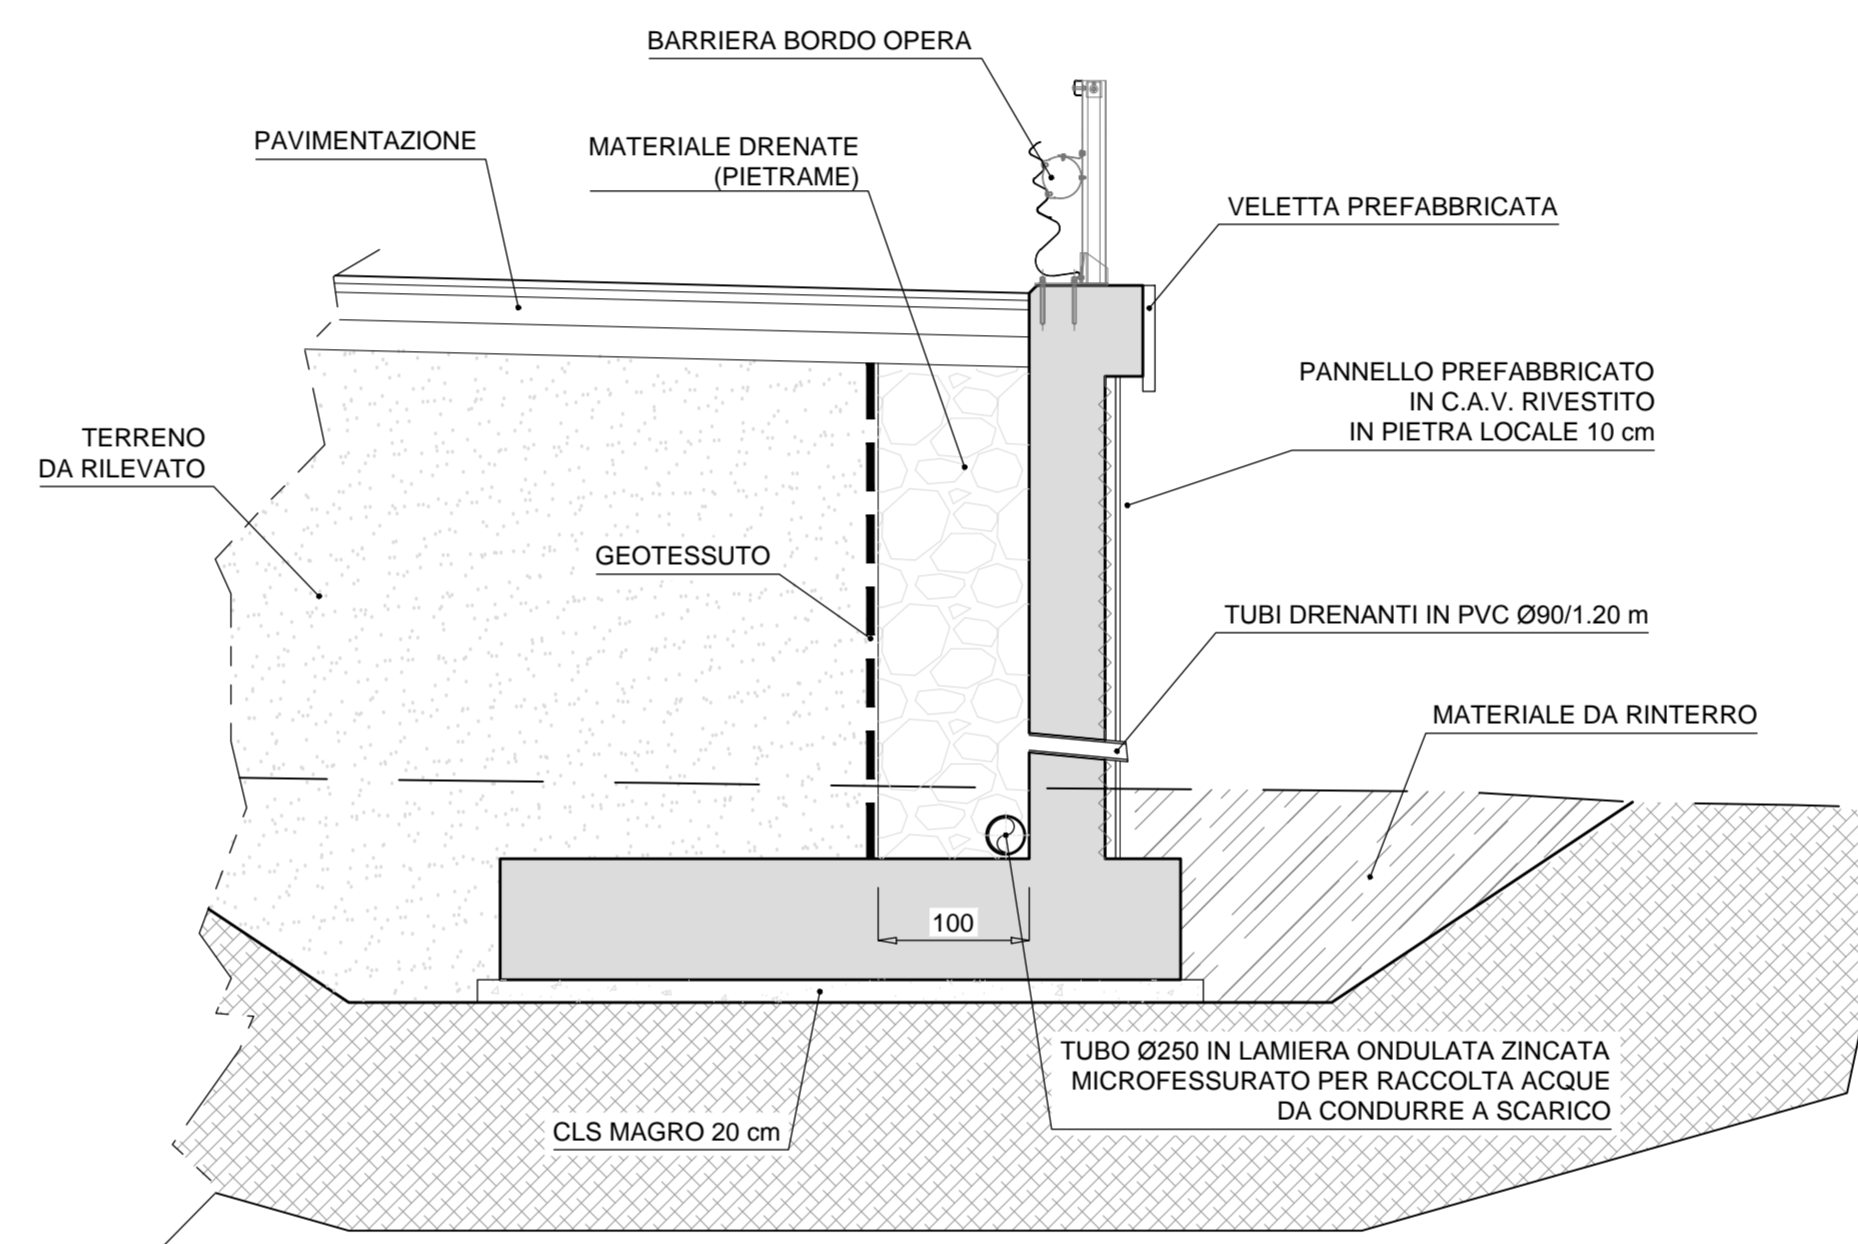 BARRIERA BORDO OPERA
PAVIMENTAZIONE
MATERIALE DRENATE
(PIETRAME)
VELETTA PREFABBRICATA
PANNELLO PREFABBRICATO
IN C.A.V. RIVESTITO
IN PIETRA LOCALE 10 cm
TERRENO
DA RILEVATO
GEOTESSUTO
TUBI DRENANTI IN PVC Ø90/1.20 m
MATERIALE DA RINTERRO
100
TUBO Ø250 IN LAMIERA ONDULATA ZINCATA
MICROFESSURATO PER RACCOLTA ACQUE
DA CONDURRE A SCARICO
CLS MAGRO 20 cm